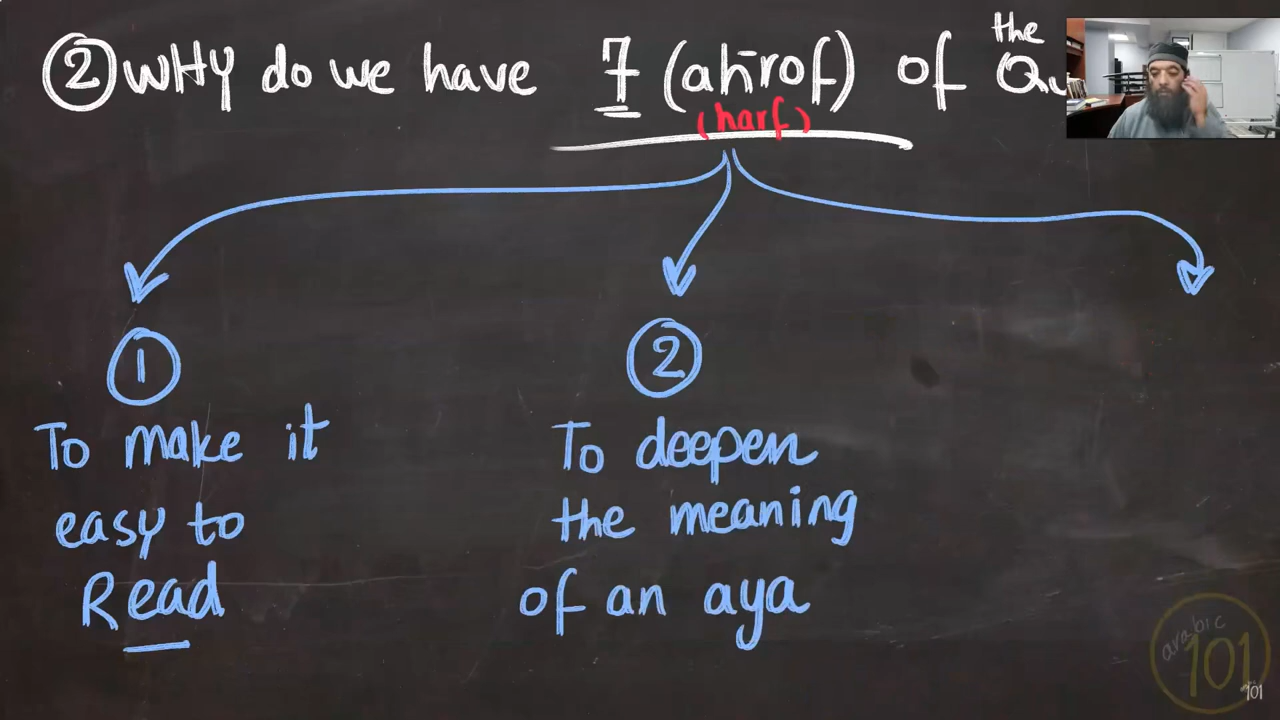 ② WHY do we have 7 (ahrof) of the Qu
(harf)
①
To make it
easy to
Read
②
To deepen
the meaning
of an aya
arabic
101
101